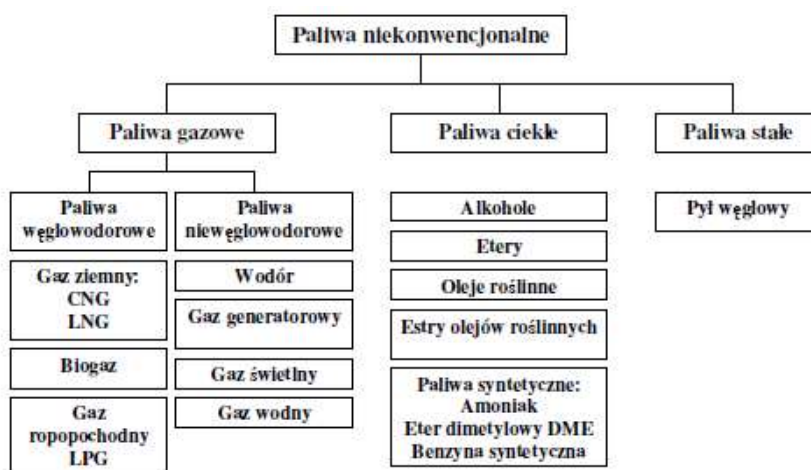 Paliwa niekonwencjonalne
Paliwa gazowe
Paliwa ciekłe
Paliwa stałe
Paliwa
węglowodorowe
Paliwa
niewęglowodorowe
Gaz ziemny:
CNG
LNG
Biogaz
Gaz
ropopochodny
LPG
Wodór
Gaz generatorowy
Gaz świetlny
Gaz wodny
Alkohole
Etery
Oleje roślinne
Estry olejów roślinnych
Paliwa syntetyczne:
Amoniak
Eter dimetylowy DME
Benzyna syntetyczna
Pył węglowy